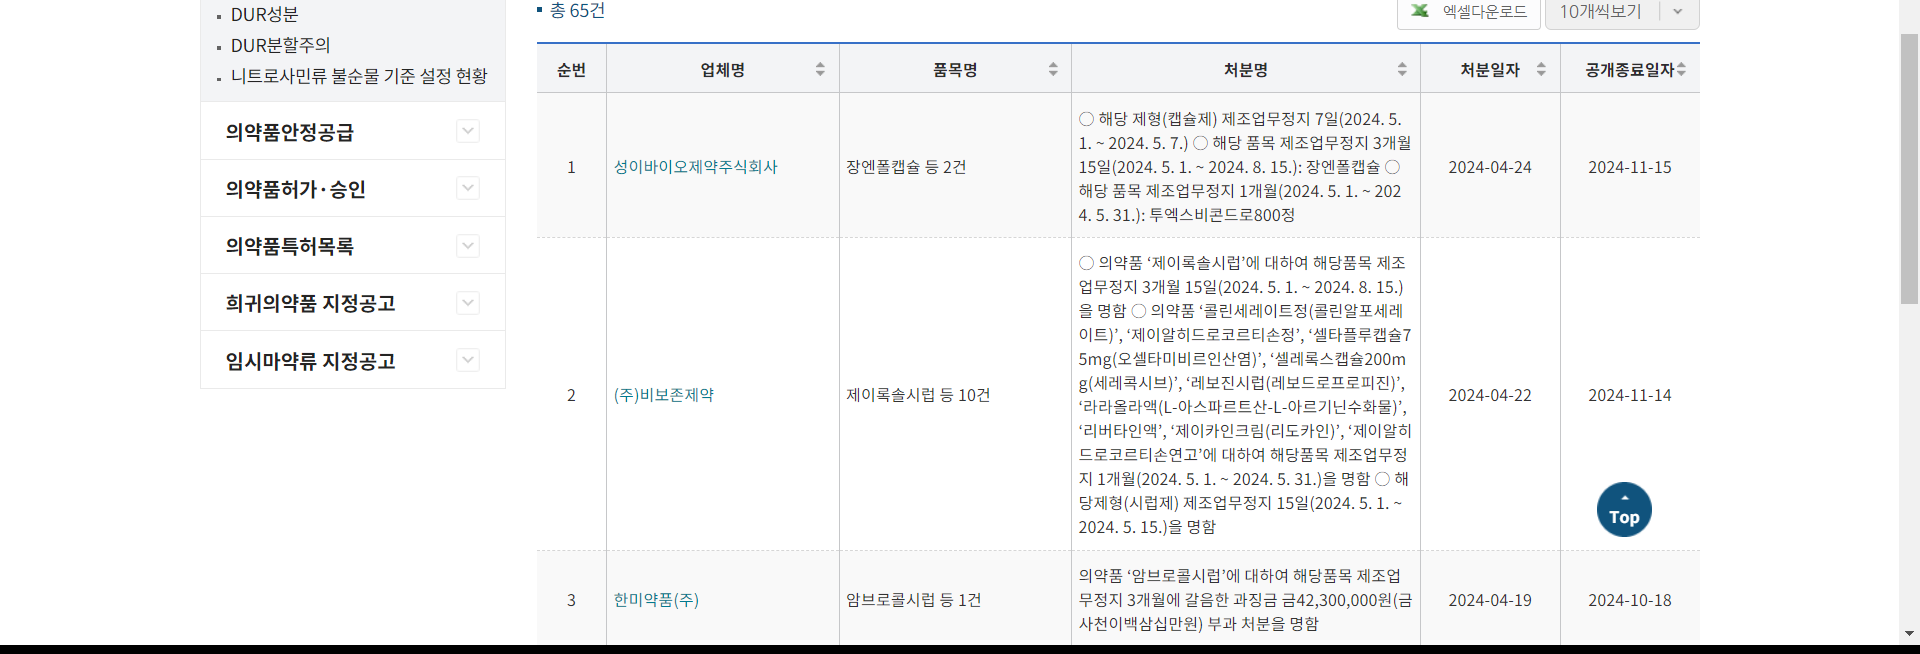 DUR성분
DUR분할주의
니트로사민류 불순물 기준 설정 현황
의약품안정공급
의약품허가·승인
의약품특허목록
희귀의약품 지정공고
임시마약류 지정공고
총 65건
엑셀다운로드
10개씩보기
순번 업체명 품목명 처분명 처분일자 공개종료일자
1
성이바이오제약주식회사
장엔폴캡슐 등 2건
○ 해당 제형(캡슐제) 제조업무정지 7일(2024. 5.
1. ~ 2024. 5. 7.) ○ 해당 품목 제조업무정지 3개월
15일(2024. 5. 1. ~ 2024. 8. 15.): 장엔폴캡슐 ○
해당 품목 제조업무정지 1개월(2024. 5. 1. ~ 202
4. 5. 31.): 투엑스비콘드로800정
2024-04-24
2024-11-15
2
(주)비보존제약
제이록솔시럽 등 10건
○ 의약품 ‘제이록솔시럽’에 대하여 해당품목 제조
업무정지 3개월 15일(2024. 5. 1. ~ 2024. 8. 15.)
을 명함 ○ 의약품 ‘콜린세레이트정(콜린알포세레
이트)’, ‘제이알히드로코르티손정’, ‘셀타플루캡슐7
5mg(오셀타미비르인산염)’, ‘셀레록스캡슐200m
g(세레콕시브)’, ‘레보진시럽(레보드로프로피진)’,
‘라라올라액(L-아스파르트산-L-아르기닌수화물)’,
‘리버타인액’, ‘제이카인크림(리도카인)’, ‘제이알히
드로코르티손연고’에 대하여 해당품목 제조업무정
지 1개월(2024. 5. 1. ~ 2024. 5. 31.)을 명함 ○ 해
당제형(시럽제) 제조업무정지 15일(2024. 5. 1. ~
2024. 5. 15.)을 명함
2024-04-22
2024-11-14
Top
3
한미약품(주)
암브로콜시럽 등 1건
의약품 ‘암브로콜시럽’에 대하여 해당품목 제조업
무정지 3개월에 갈음한 과징금 금42,300,000원(금
사천이백삼십만원) 부과 처분을 명함
2024-04-19
2024-10-18